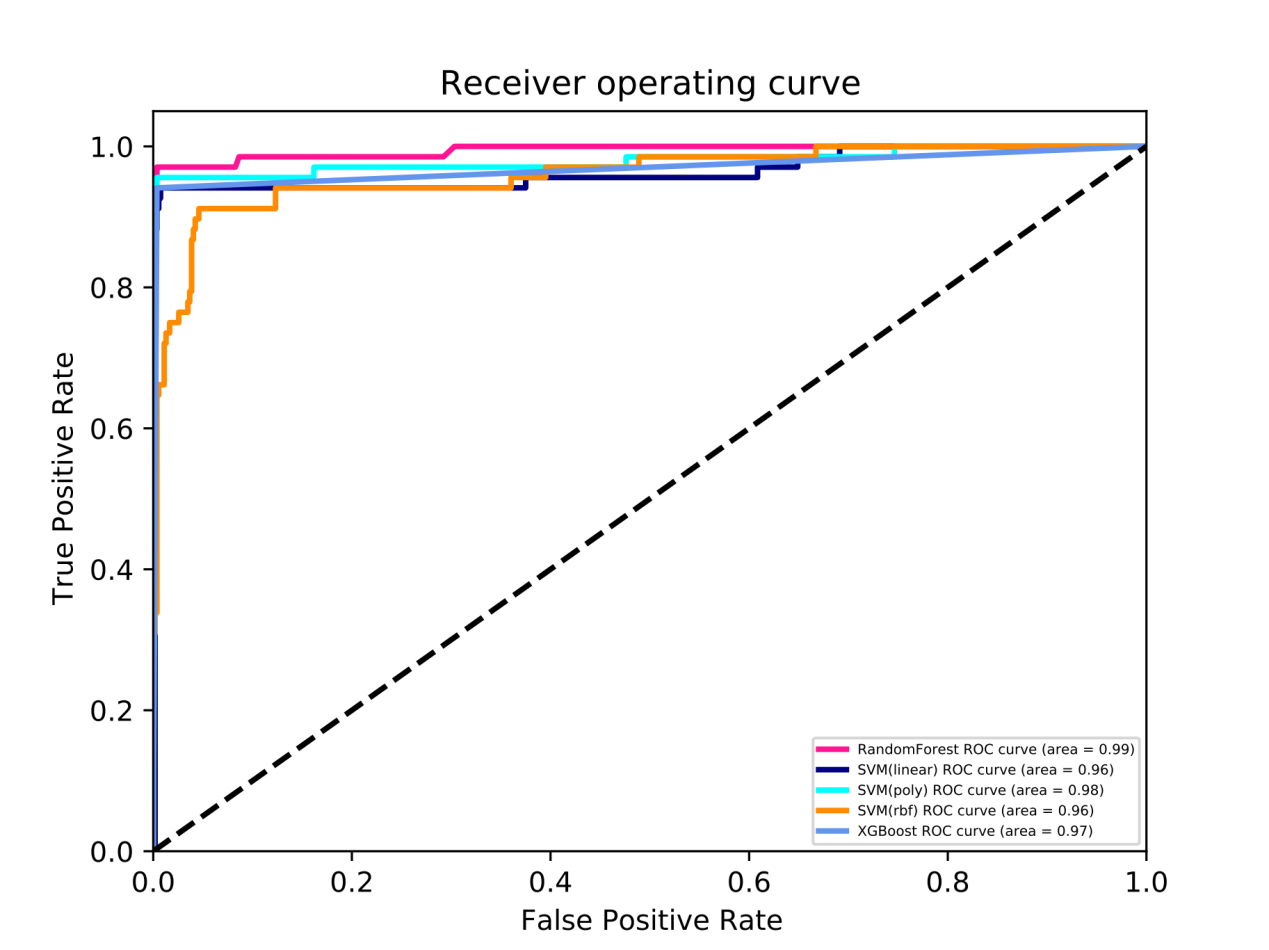 Receiver operating curve
True Positive Rate
1.0
0.8
0.6
0.4
0.2
0.0
RandomForest ROC curve (area = 0.99)
SVM(linear) ROC curve (area = 0.96)
SVM(poly) ROC curve (area = 0.98)
SVM(rbf) ROC curve (area = 0.96)
XGBoost ROC curve (area = 0.97)
0.0 0.2 0.4 0.6 0.8 1.0
False Positive Rate